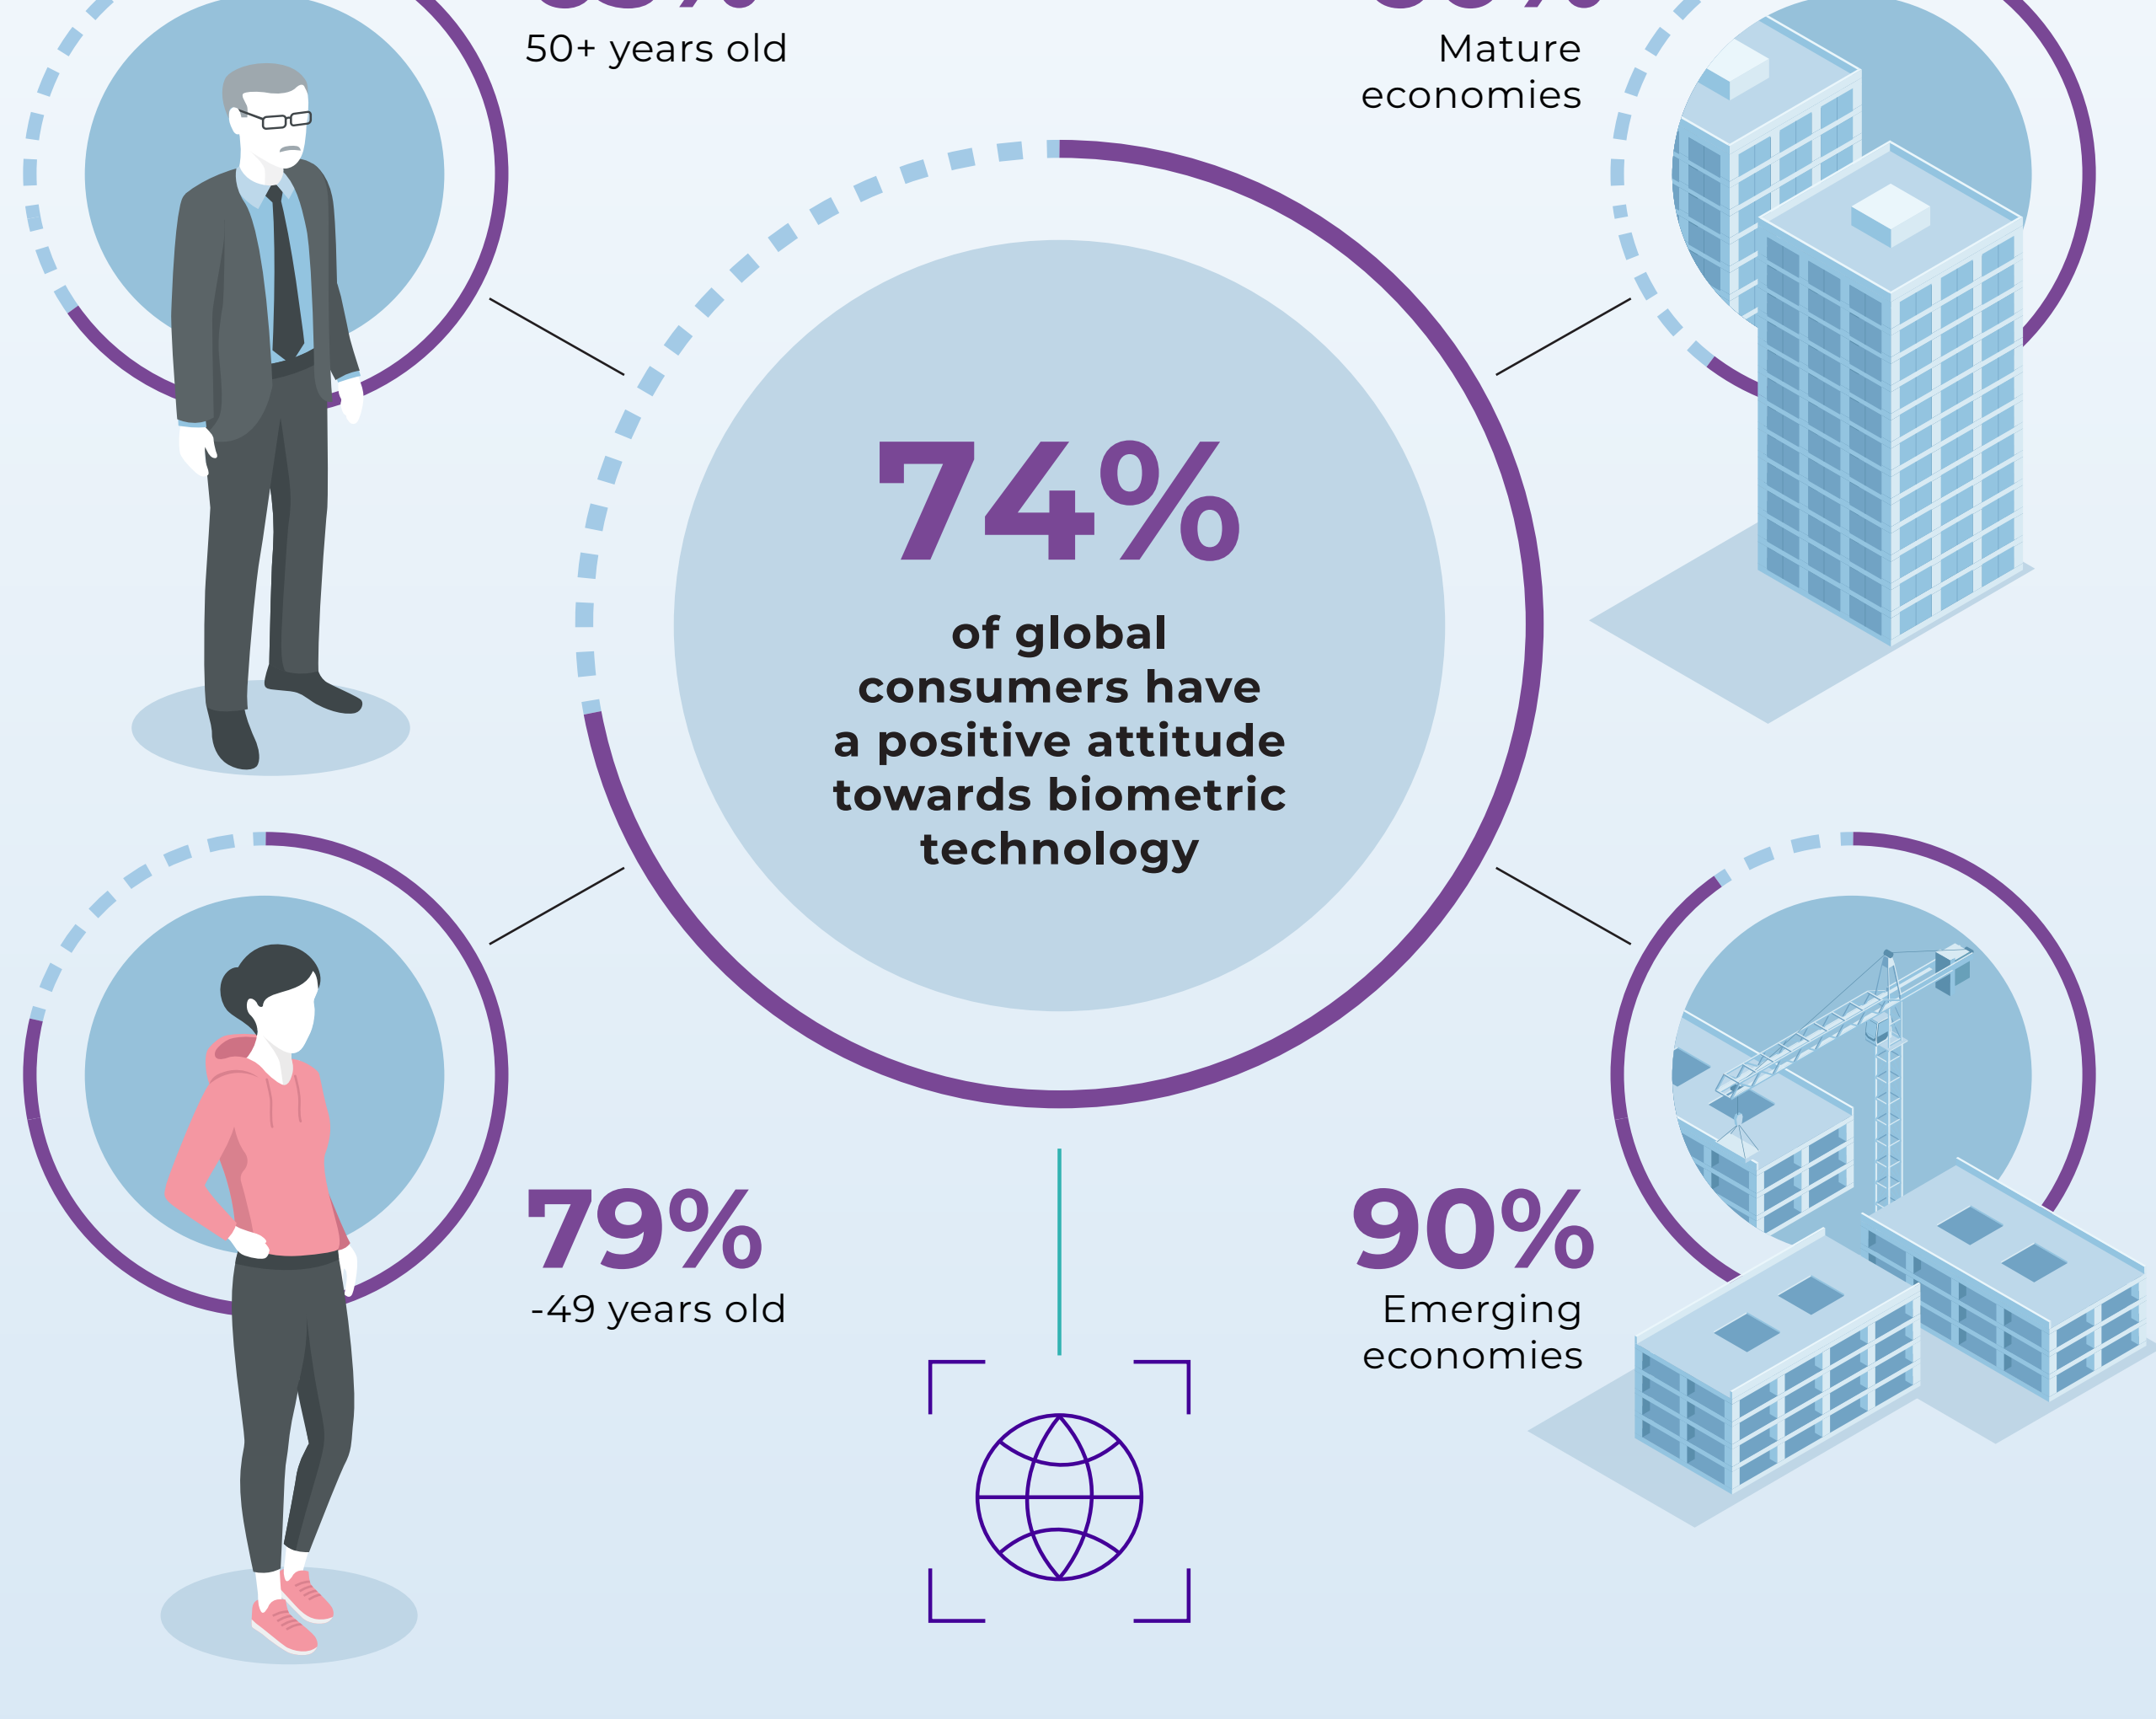 50+ years old
Mature
economies
74%
of global
consumers have
a positive attitude
towards biometric
technology
79%
-49 years old
90%
Emerging
economies